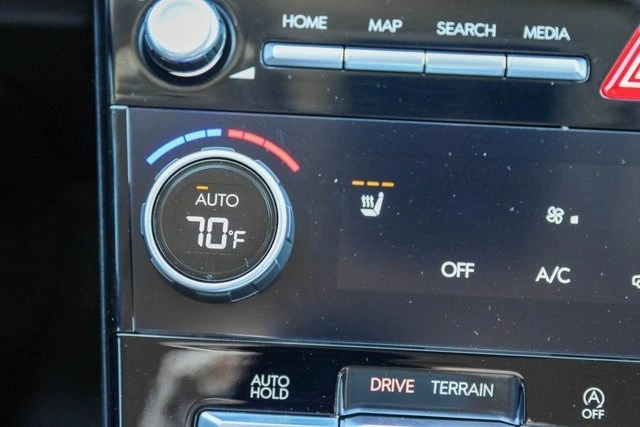 HOME MAP SEARCH MEDIA
AUTO
70°F
OFF A/C
AUTO HOLD
DRIVE TERRAIN
A
OFF